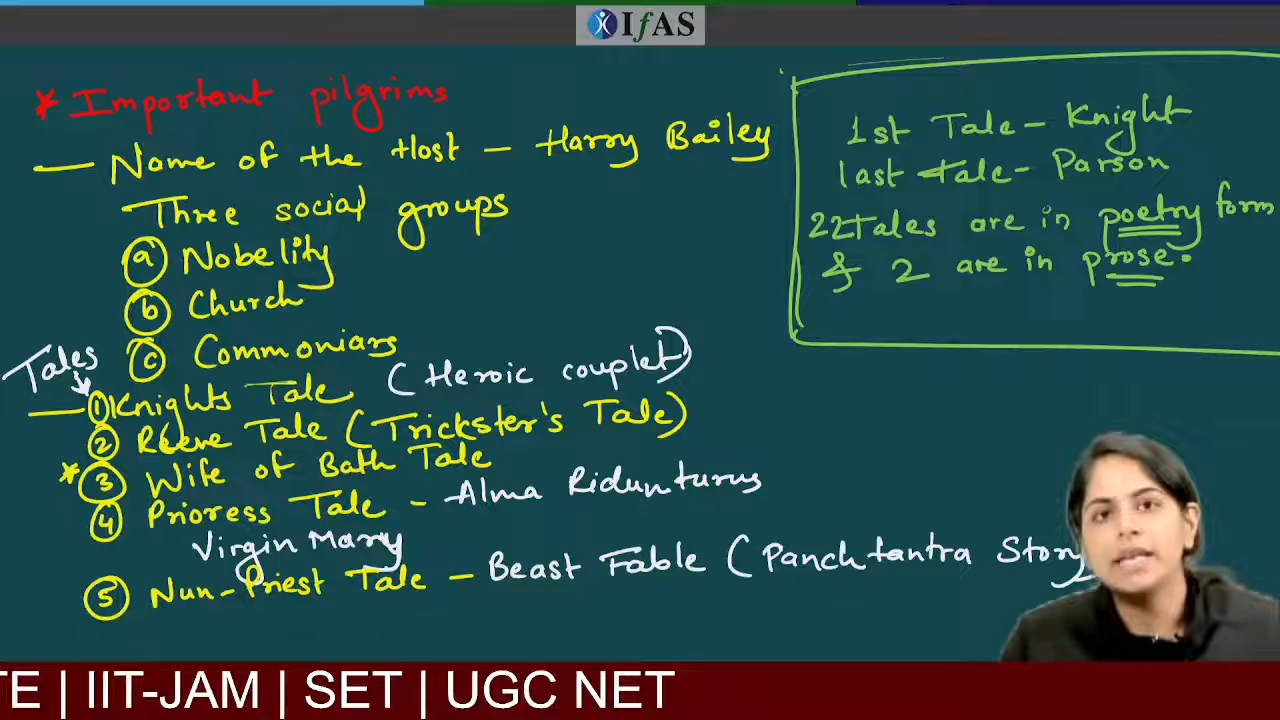 IfAS
* Important pilgrims
— Name of the Host - Harry Bailey
Three social groups
a Nobelity
b Church
c Commonians
Tales
— 1 Knights Tale (Heroic couplet)
2 Reeve Tale (Trickster's Tale)
* 3 Wife of Bath Tale
4 Prioress Tale - Alma Ridunturus
Virgin Mary
5 Nun-Priest Tale - Beast Fable (Panchtantra Story
1st Tale - Knight
last Tale - Parson
22 Tales are in poetry form
& 2 are in prose.
TE | IIT-JAM | SET | UGC NET